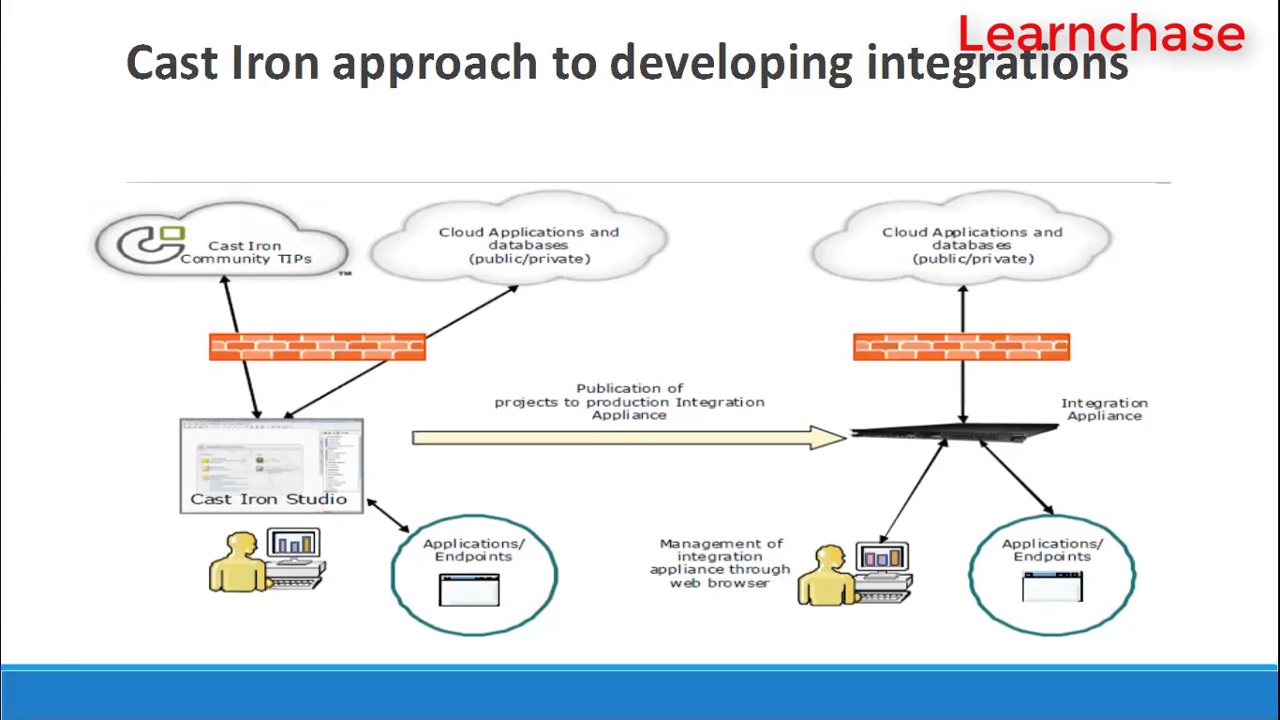 Learnchase
Cast Iron approach to developing integrations
Cast Iron
Community TIPs
TM
Cloud Applications and
databases
(public/private)
Cloud Applications and
databases
(public/private)
Publication of
projects to production Integration
Appliance
Integration
Appliance
Cast Iron Studio
Applications/
Endpoints
Management of
integration
appliance through
web browser
Applications/
Endpoints